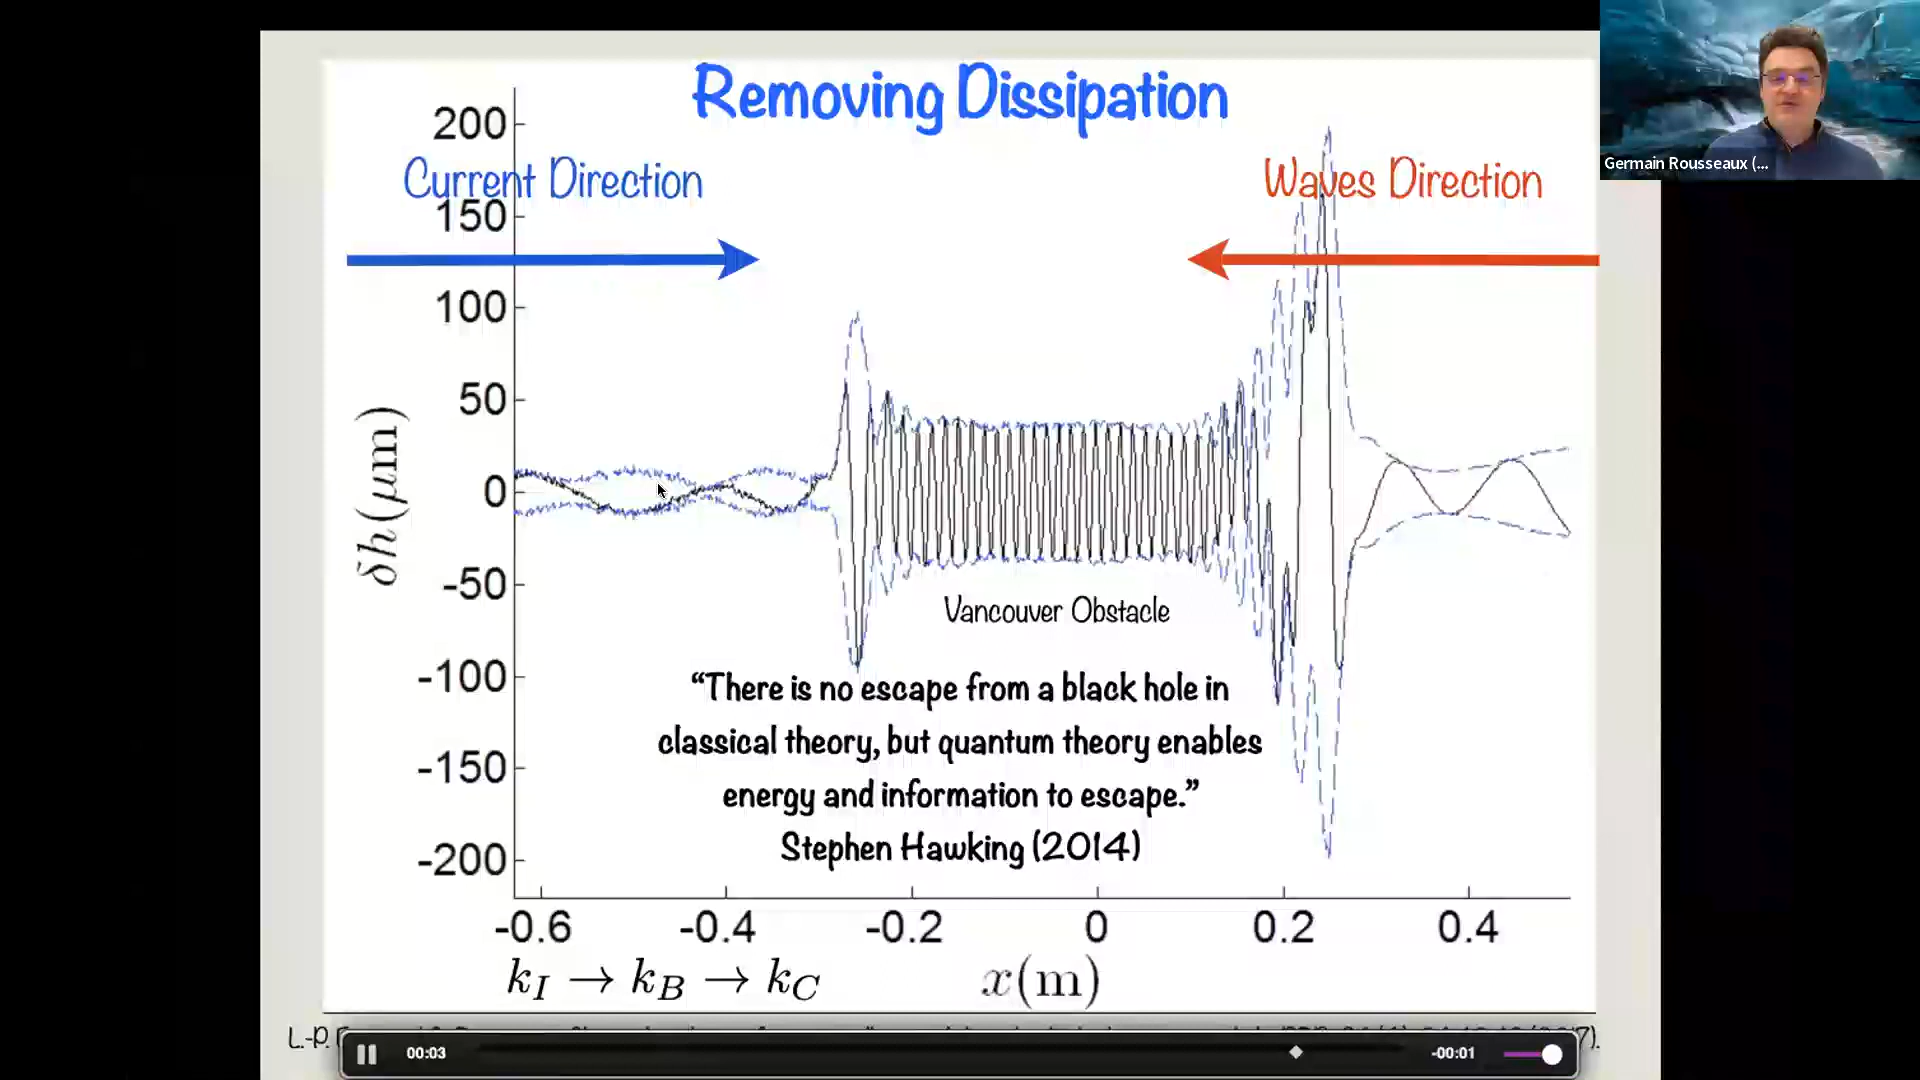 Removing Dissipation
Current Direction
Waves Direction
Germain Rousseaux (...
200
150
100
50
0
-50
-100
-150
-200
δh(μm)
Vancouver Obstacle
“There is no escape from a black hole in
classical theory, but quantum theory enables
energy and information to escape.”
Stephen Hawking (2014)
-0.6 -0.4 -0.2 0 0.2 0.4
k_I → k_B → k_C
x(m)
L.-P.
7).
00:03
-00:01